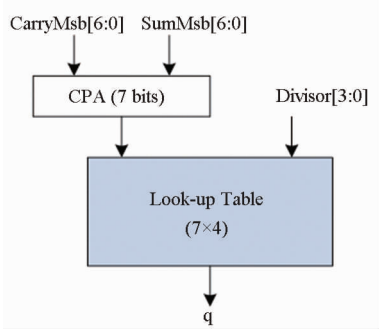 CarryMsb[6:0] SumMsb[6:0]
CPA (7 bits)
Divisor[3:0]
Look-up Table
(7×4)
q